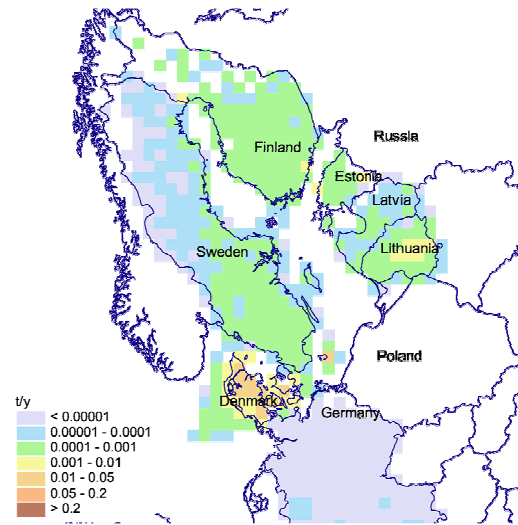 Russia
Finland
Estonia
Latvia
Sweden
Lithuania
Poland
Denmark
Germany
t/y
< 0.00001
0.00001 - 0.0001
0.0001 - 0.001
0.001 - 0.01
0.01 - 0.05
0.05 - 0.2
> 0.2